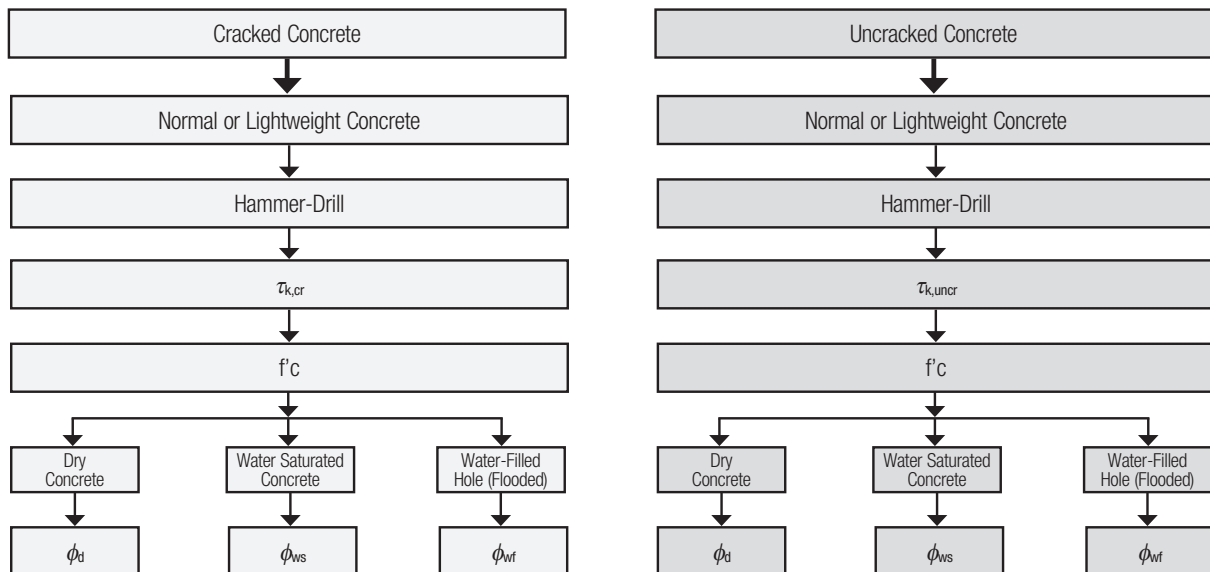 Cracked Concrete
Normal or Lightweight Concrete
Hammer-Drill
τk,cr
f'c
Dry
Concrete
Water Saturated
Concrete
Water-Filled
Hole (Flooded)
ϕd
ϕws
ϕwf
Uncracked Concrete
Normal or Lightweight Concrete
Hammer-Drill
τk,uncr
f'c
Dry
Concrete
Water Saturated
Concrete
Water-Filled
Hole (Flooded)
ϕd
ϕws
ϕwf